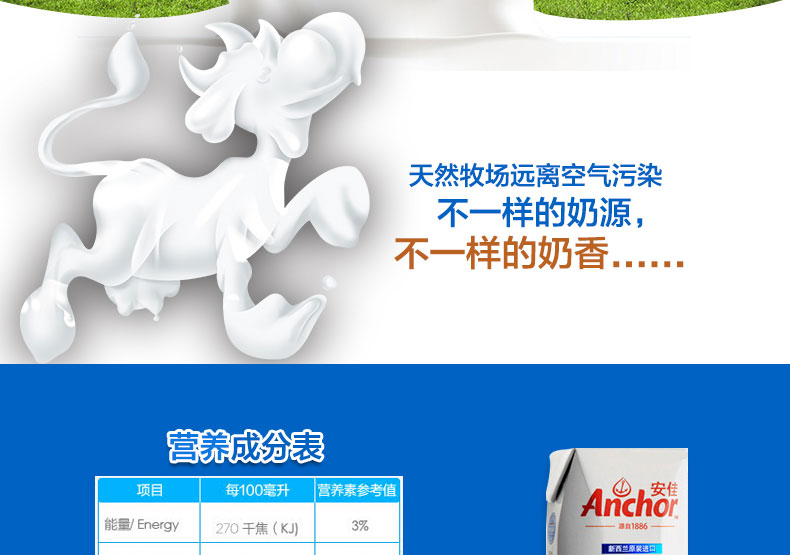 天然牧场远离空气污染
不一样的奶源，
不一样的奶香......
营养成分表
项目 每100毫升 营养素参考值
能量/ Energy 270 千焦（KJ) 3%
安佳
Anchor™
源自1886
新西兰原装进口